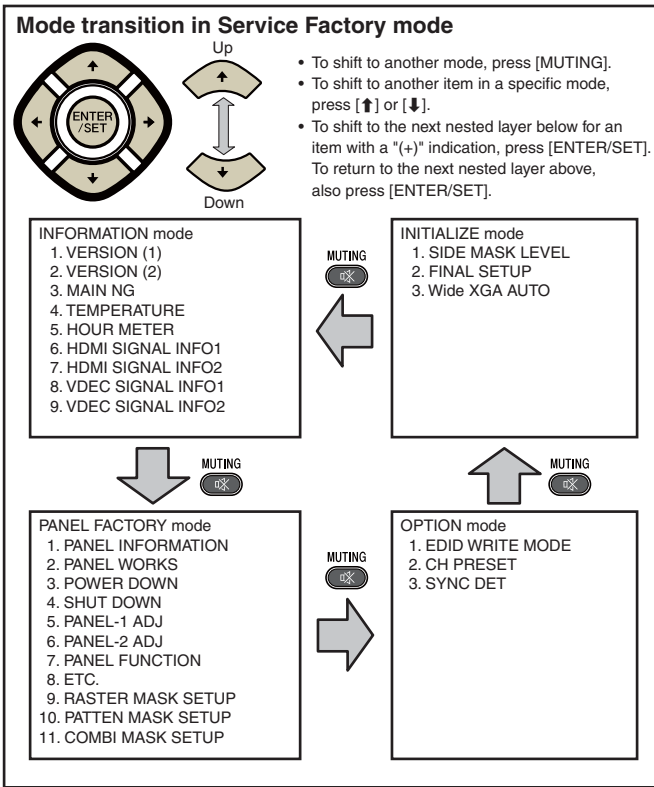 Mode transition in Service Factory mode
Up
ENTER
/SET
Down
• To shift to another mode, press [MUTING].
• To shift to another item in a specific mode,
press [⬆] or [⬇].
• To shift to the next nested layer below for an
item with a "(+)" indication, press [ENTER/SET].
To return to the next nested layer above,
also press [ENTER/SET].
INFORMATION mode
1. VERSION (1)
2. VERSION (2)
3. MAIN NG
4. TEMPERATURE
5. HOUR METER
6. HDMI SIGNAL INFO1
7. HDMI SIGNAL INFO2
8. VDEC SIGNAL INFO1
9. VDEC SIGNAL INFO2
MUTING
INITIALIZE mode
1. SIDE MASK LEVEL
2. FINAL SETUP
3. Wide XGA AUTO
MUTING
MUTING
PANEL FACTORY mode
1. PANEL INFORMATION
2. PANEL WORKS
3. POWER DOWN
4. SHUT DOWN
5. PANEL-1 ADJ
6. PANEL-2 ADJ
7. PANEL FUNCTION
8. ETC.
9. RASTER MASK SETUP
10. PATTEN MASK SETUP
11. COMBI MASK SETUP
MUTING
OPTION mode
1. EDID WRITE MODE
2. CH PRESET
3. SYNC DET